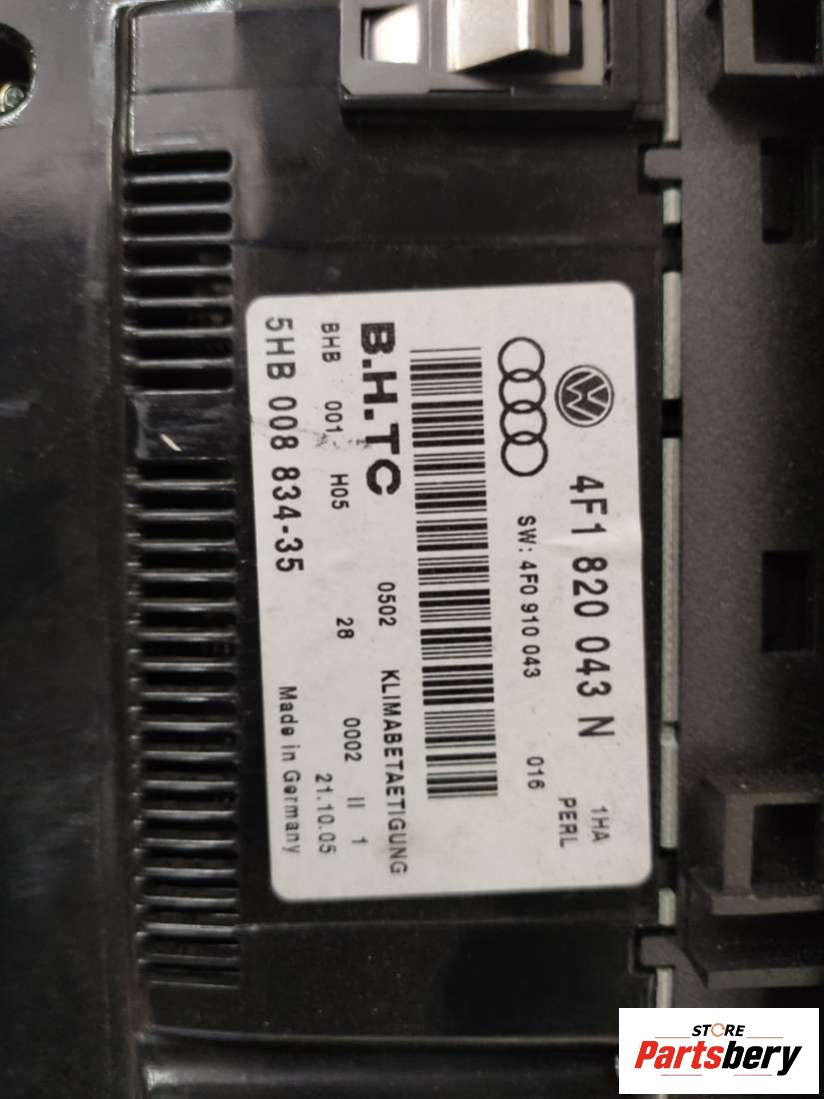 4F1 820 043 N 1HA
PERL
SW: 4F0 910 043 016
B.H.TC 0502 KLIMABETAETIGUNG
BHB 001 H05 28 0002 II 1
21.10.05
5HB 008 834-35 Made in Germany
STORE
Partsbery